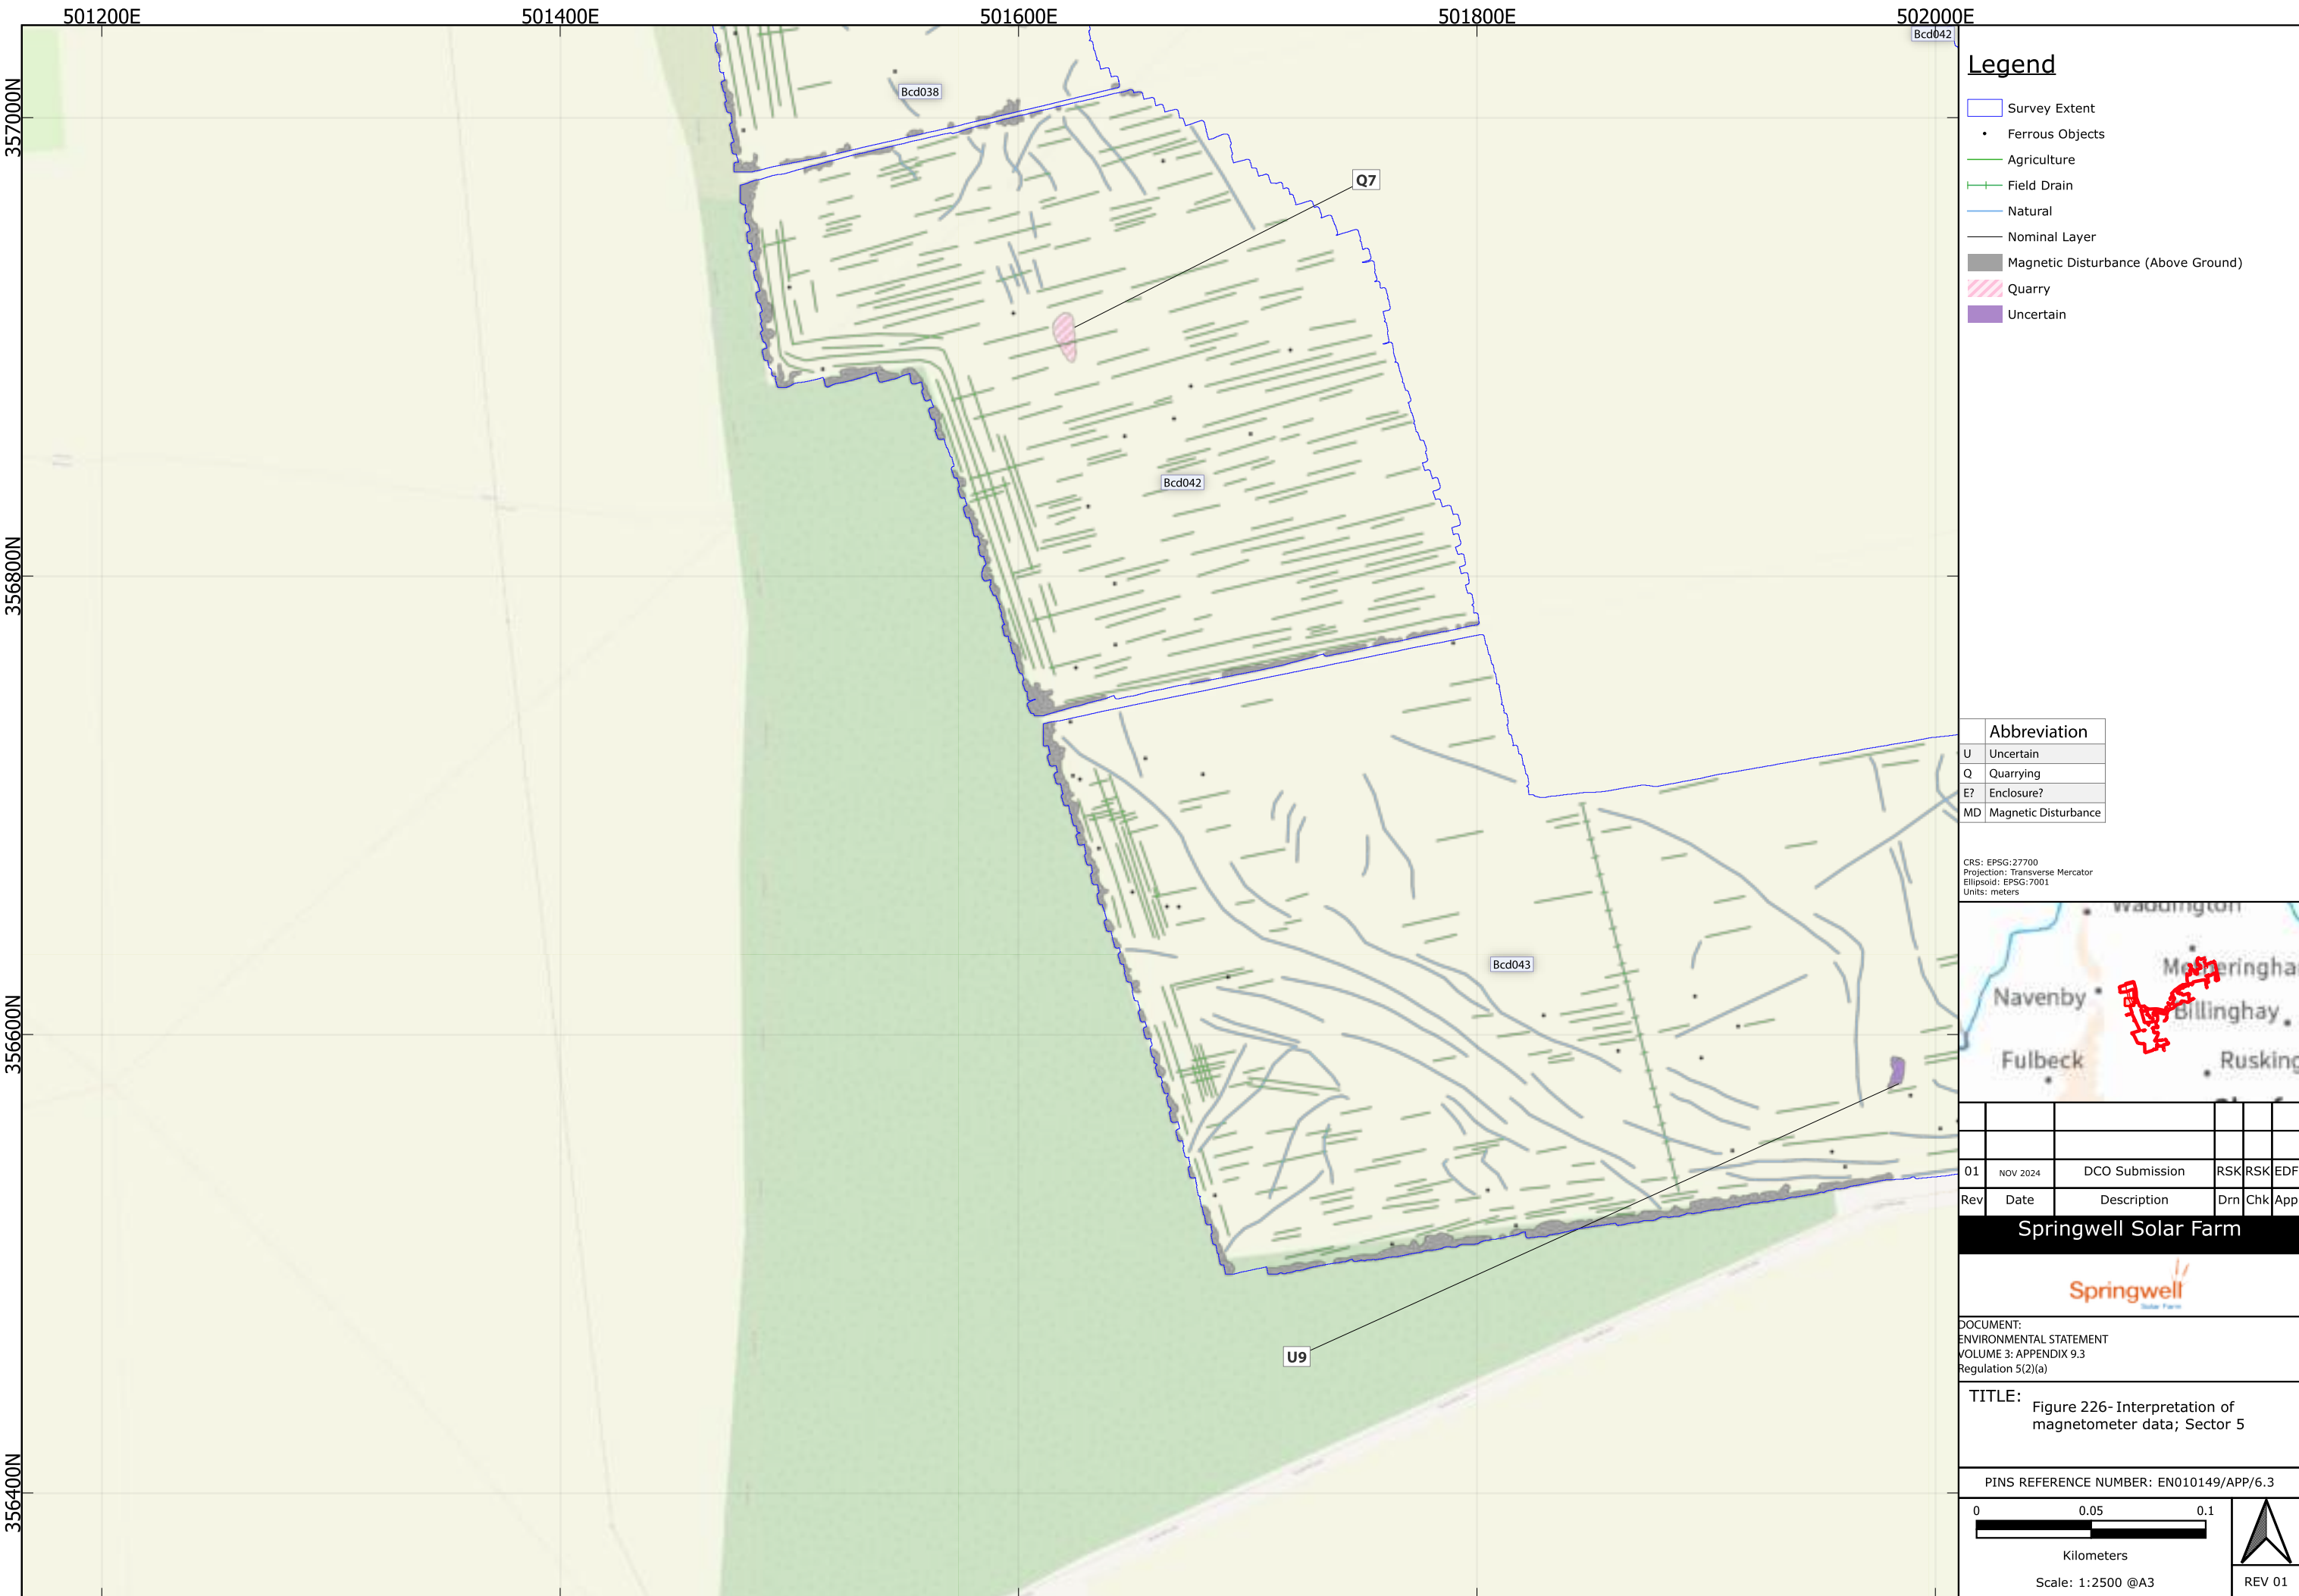 501200E 501400E 501600E 501800E 502000E
357000N
356800N
356600N
356400N
Bcd042
Bcd038
Q7
Bcd042
Bcd043
U9
Legend
Survey Extent
Ferrous Objects
Agriculture
Field Drain
Natural
Nominal Layer
Magnetic Disturbance (Above Ground)
Quarry
Uncertain
Abbreviation
U Uncertain
Q Quarrying
E? Enclosure?
MD Magnetic Disturbance
CRS: EPSG:27700
Projection: Transverse Mercator
Ellipsoid: EPSG:7001
Units: meters
Waddington
Metheringha
Navenby
Billinghay
Fulbeck
Rusking
01 NOV 2024 DCO Submission RSK RSK EDF
Rev Date Description Drn Chk App
Springwell Solar Farm
Springwell
Solar Farm
DOCUMENT:
ENVIRONMENTAL STATEMENT
VOLUME 3: APPENDIX 9.3
Regulation 5(2)(a)
TITLE: Figure 226- Interpretation of
magnetometer data; Sector 5
PINS REFERENCE NUMBER: EN010149/APP/6.3
0 0.05 0.1
Kilometers
Scale: 1:2500 @A3
REV 01